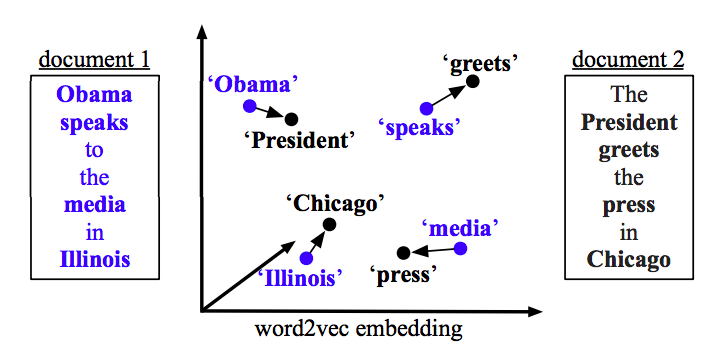 document 1
Obama
speaks
to
the
media
in
Illinois
‘Obama’
‘President’
‘greets’
‘speaks’
‘Chicago’
‘Illinois’
‘media’
‘press’
word2vec embedding
document 2
The
President
greets
the
press
in
Chicago